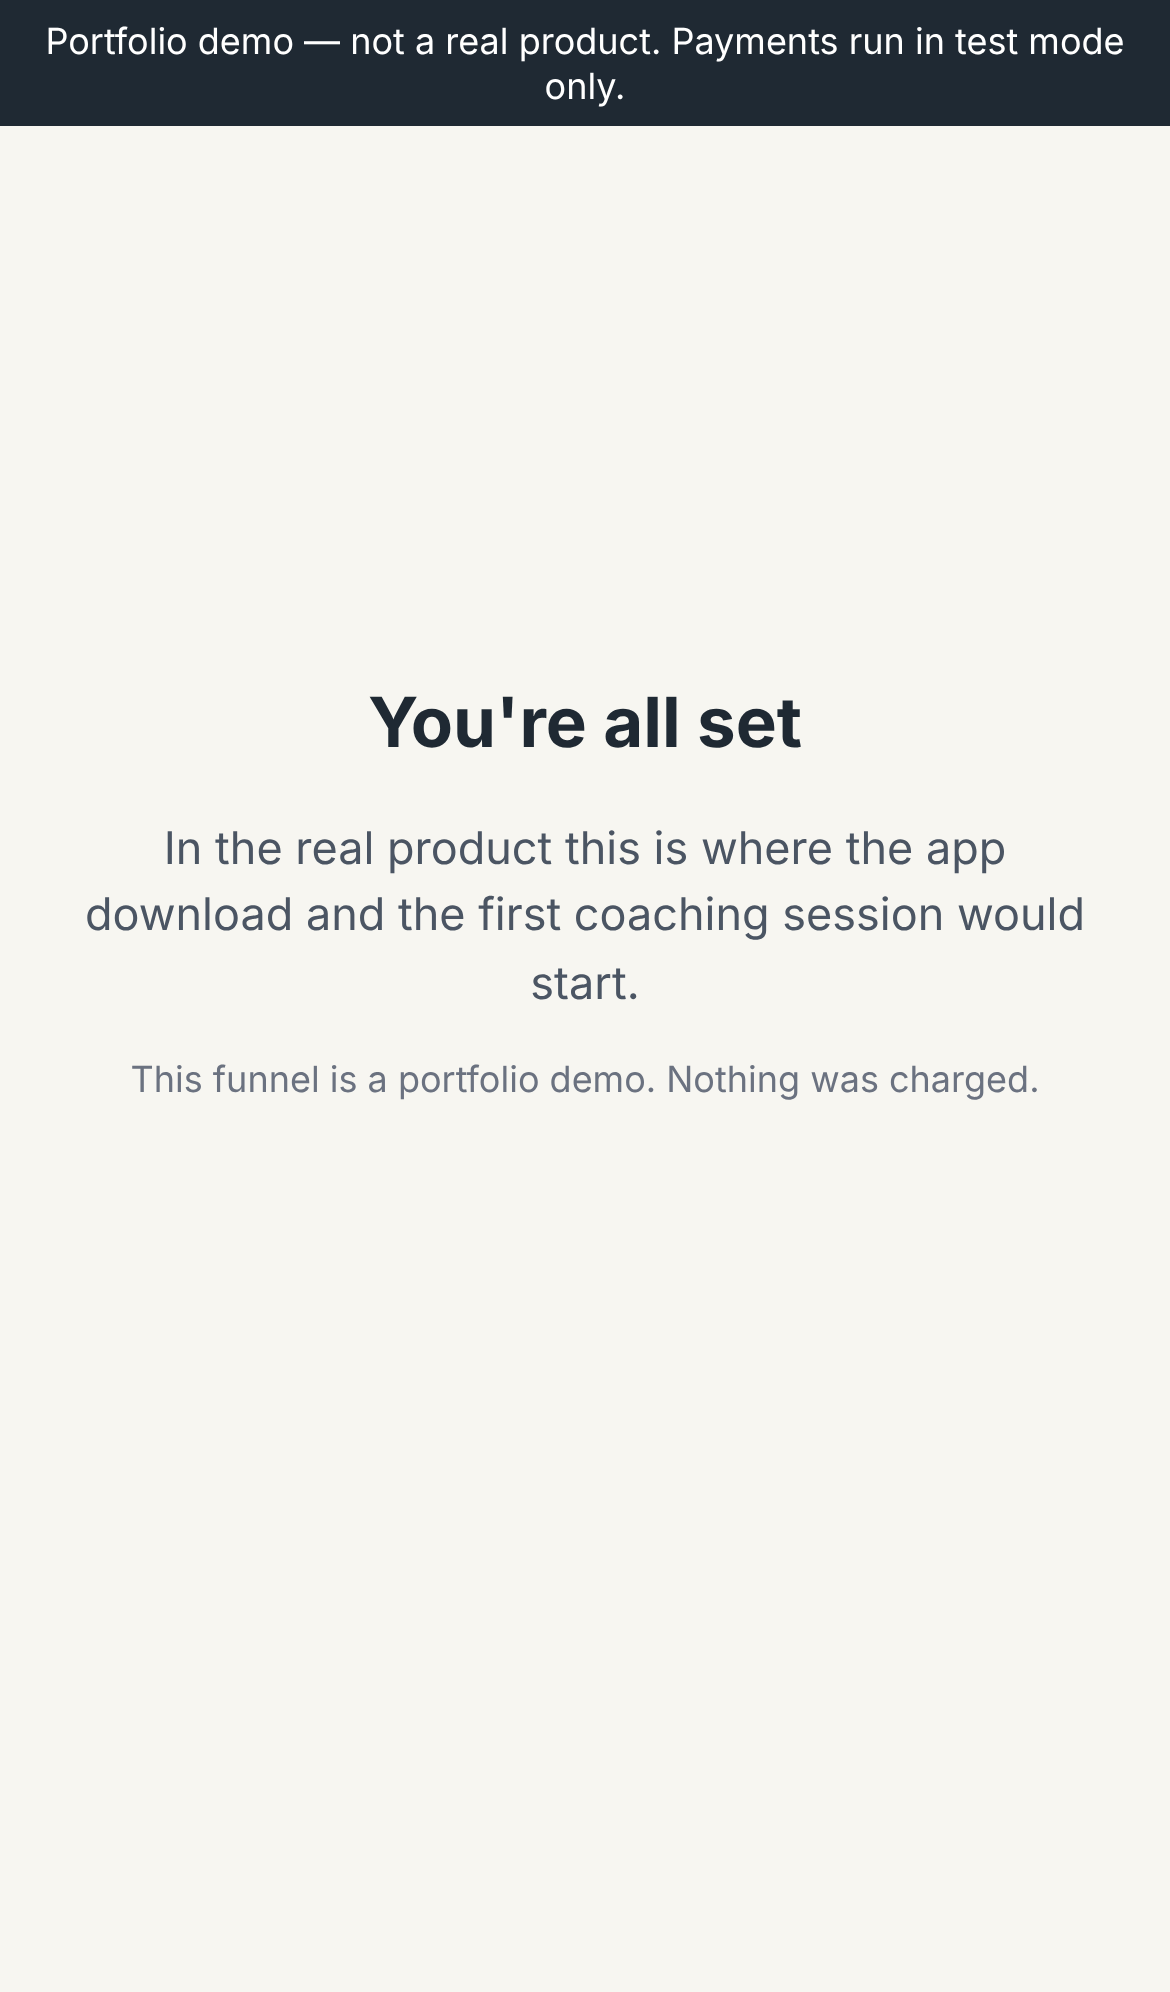 Portfolio demo — not a real product. Payments run in test mode
only.
You're all set
In the real product this is where the app
download and the first coaching session would
start.
This funnel is a portfolio demo. Nothing was charged.